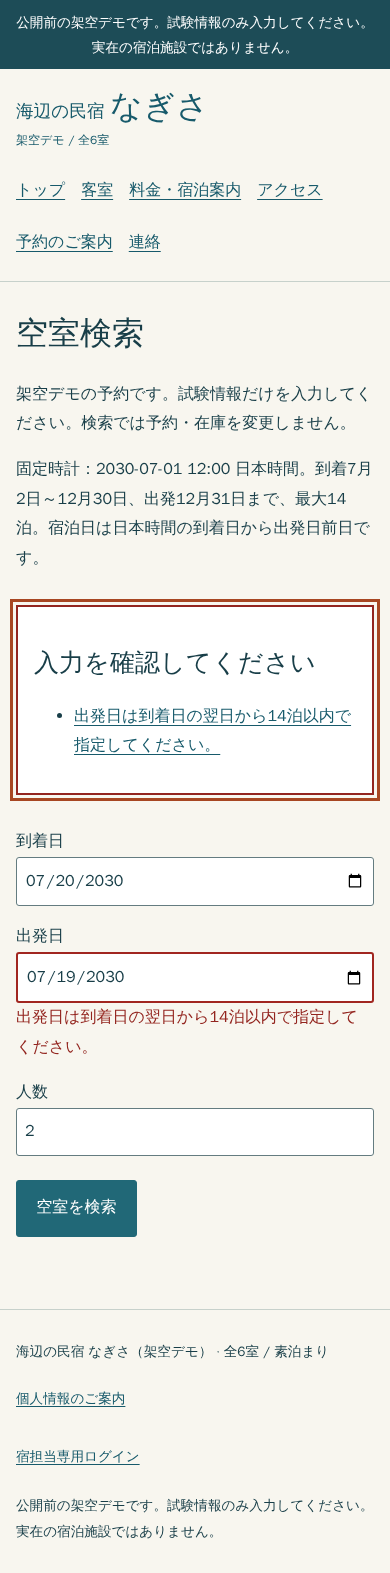 公開前の架空デモです。試験情報のみ入力してください。
実在の宿泊施設ではありません。
海辺の民宿 なぎさ
架空デモ / 全6室
トップ 客室 料金・宿泊案内 アクセス
予約のご案内 連絡
空室検索
架空デモの予約です。試験情報だけを入力してく
ださい。検索では予約・在庫を変更しません。
固定時計：2030-07-01 12:00 日本時間。到着7月
2日～12月30日、出発12月31日まで、最大14
泊。宿泊日は日本時間の到着日から出発日前日で
す。
入力を確認してください
• 出発日は到着日の翌日から14泊以内で
指定してください。
到着日
07/20/2030
出発日
07/19/2030
出発日は到着日の翌日から14泊以内で指定して
ください。
人数
2
空室を検索
海辺の民宿 なぎさ（架空デモ） · 全6室 / 素泊まり
個人情報のご案内
宿担当専用ログイン
公開前の架空デモです。試験情報のみ入力してください。
実在の宿泊施設ではありません。